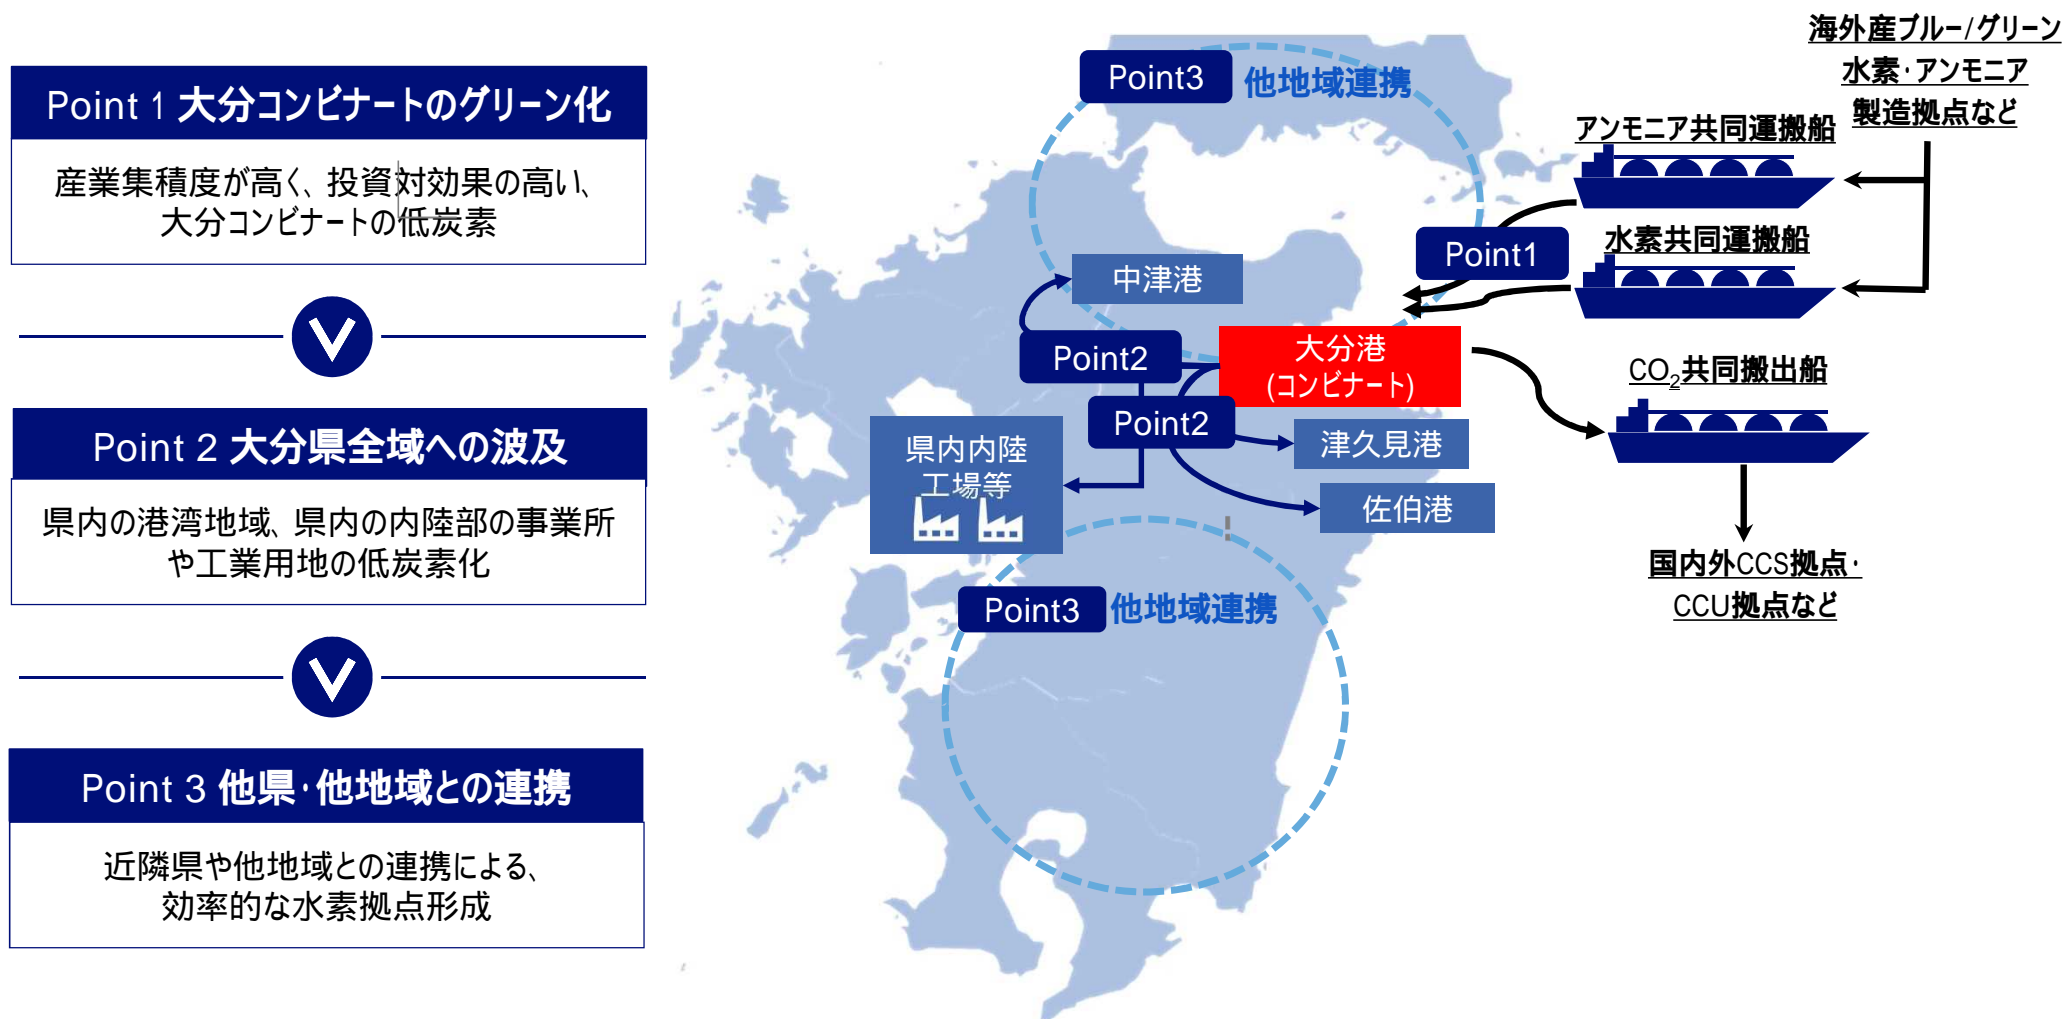 Point 1 大分コンビナートのグリーン化
産業集積度が高く、投資対効果の高い、
大分コンビナートの低炭素
Point 2 大分県全域への波及
県内の港湾地域、県内の内陸部の事業所
や工業用地の低炭素化
Point 3 他県・他地域との連携
近隣県や他地域との連携による、
効率的な水素拠点形成
Point3 他地域連携
海外産ブルー/グリーン
水素・アンモニア
製造拠点など
アンモニア共同運搬船
Point1
水素共同運搬船
中津港
Point2
大分港
(コンビナート)
CO₂共同搬出船
Point2
津久見港
県内内陸
工場等
佐伯港
国内外CCS拠点・
CCU拠点など
Point3 他地域連携